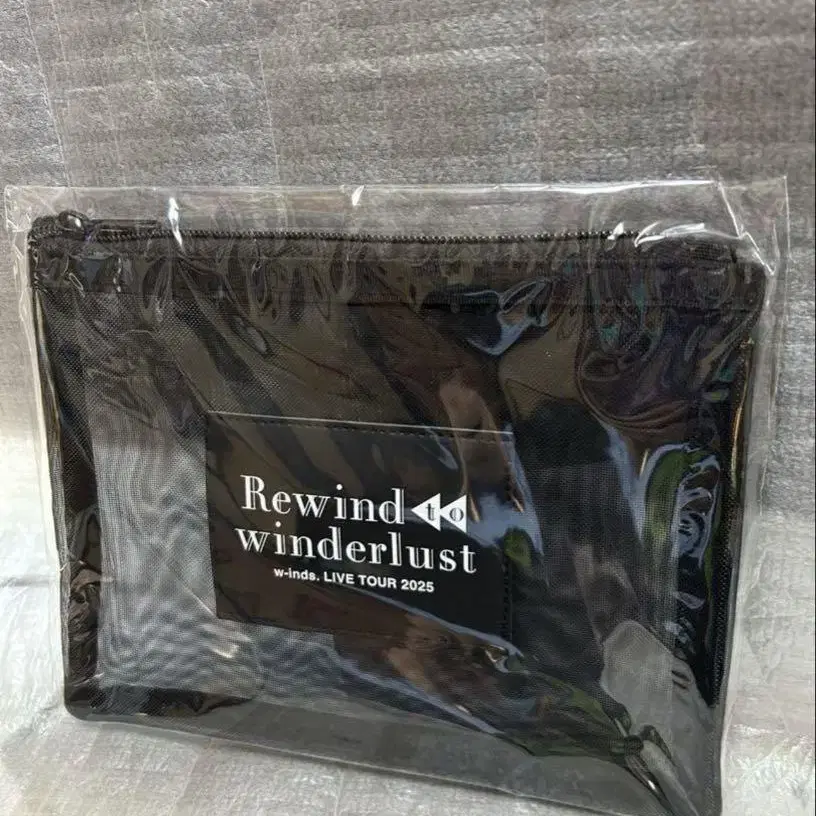 Rewind to
winderlust
w-inds. LIVE TOUR 2025